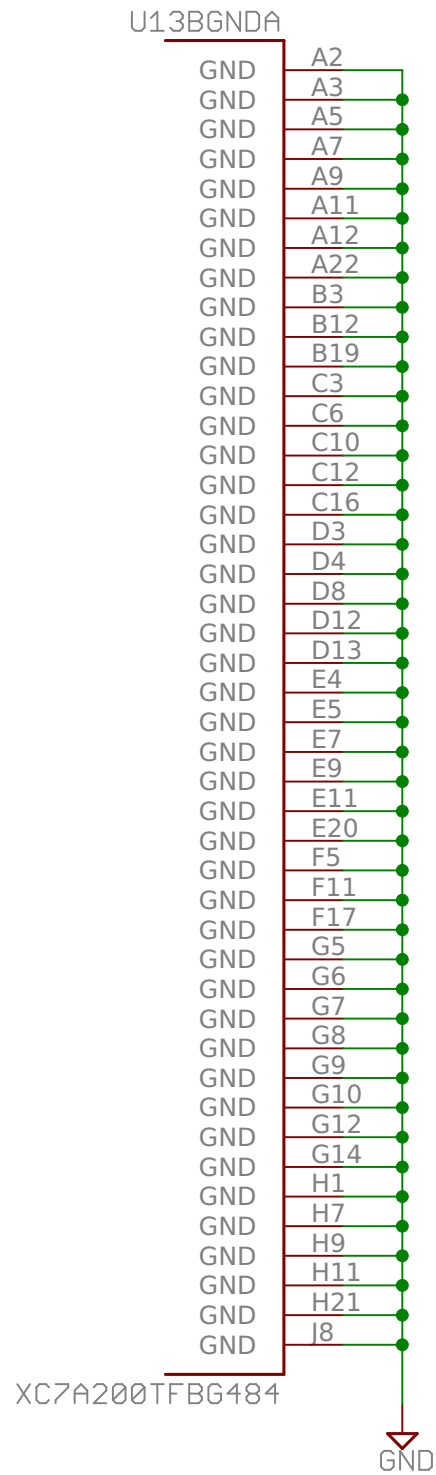 U13BGNDA
GND A2
GND A3
GND A5
GND A7
GND A9
GND A11
GND A12
GND A22
GND B3
GND B12
GND B19
GND C3
GND C6
GND C10
GND C12
GND C16
GND D3
GND D4
GND D8
GND D12
GND D13
GND E4
GND E5
GND E7
GND E9
GND E11
GND E20
GND F5
GND F11
GND F17
GND G5
GND G6
GND G7
GND G8
GND G9
GND G10
GND G12
GND G14
GND H1
GND H7
GND H9
GND H11
GND H21
GND J8
XC7A200TFBG484
GND